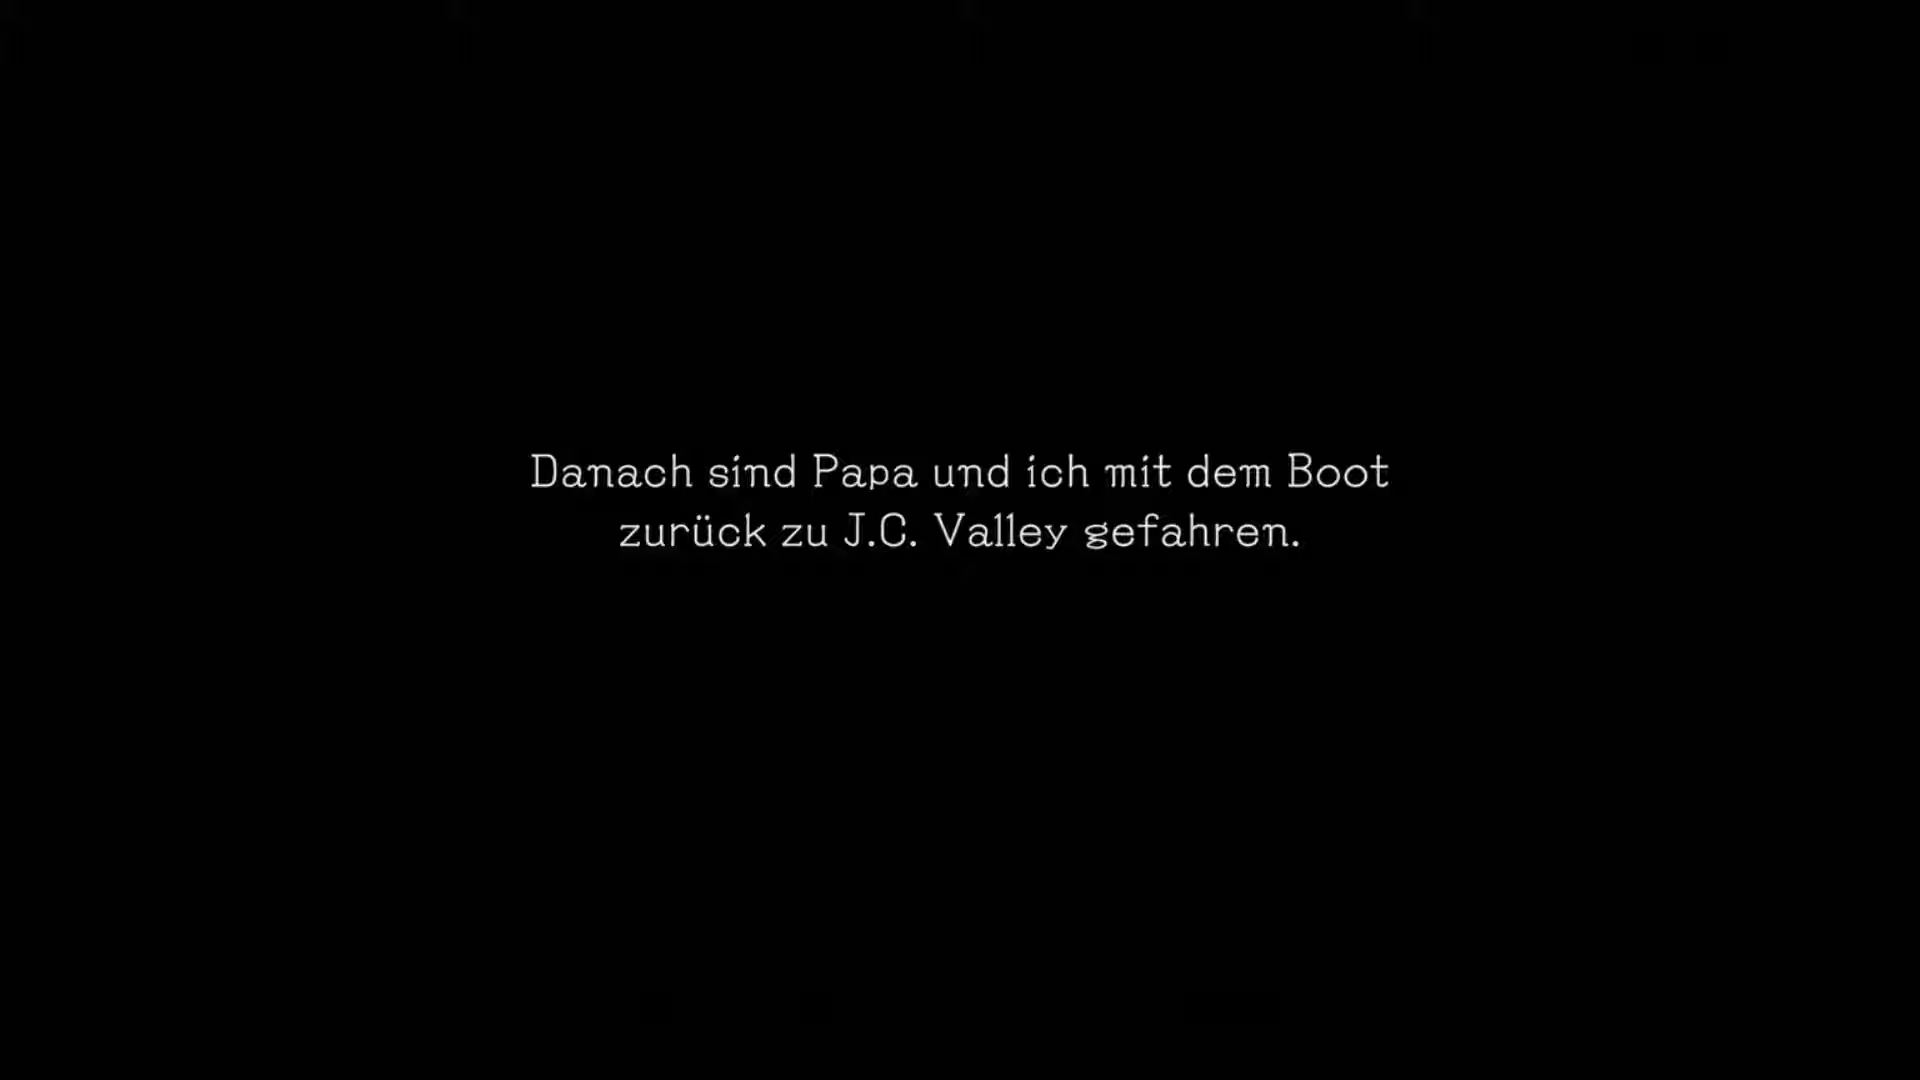 Danach sind Papa und ich mit dem Boot
zurück zu J.C. Valley gefahren.